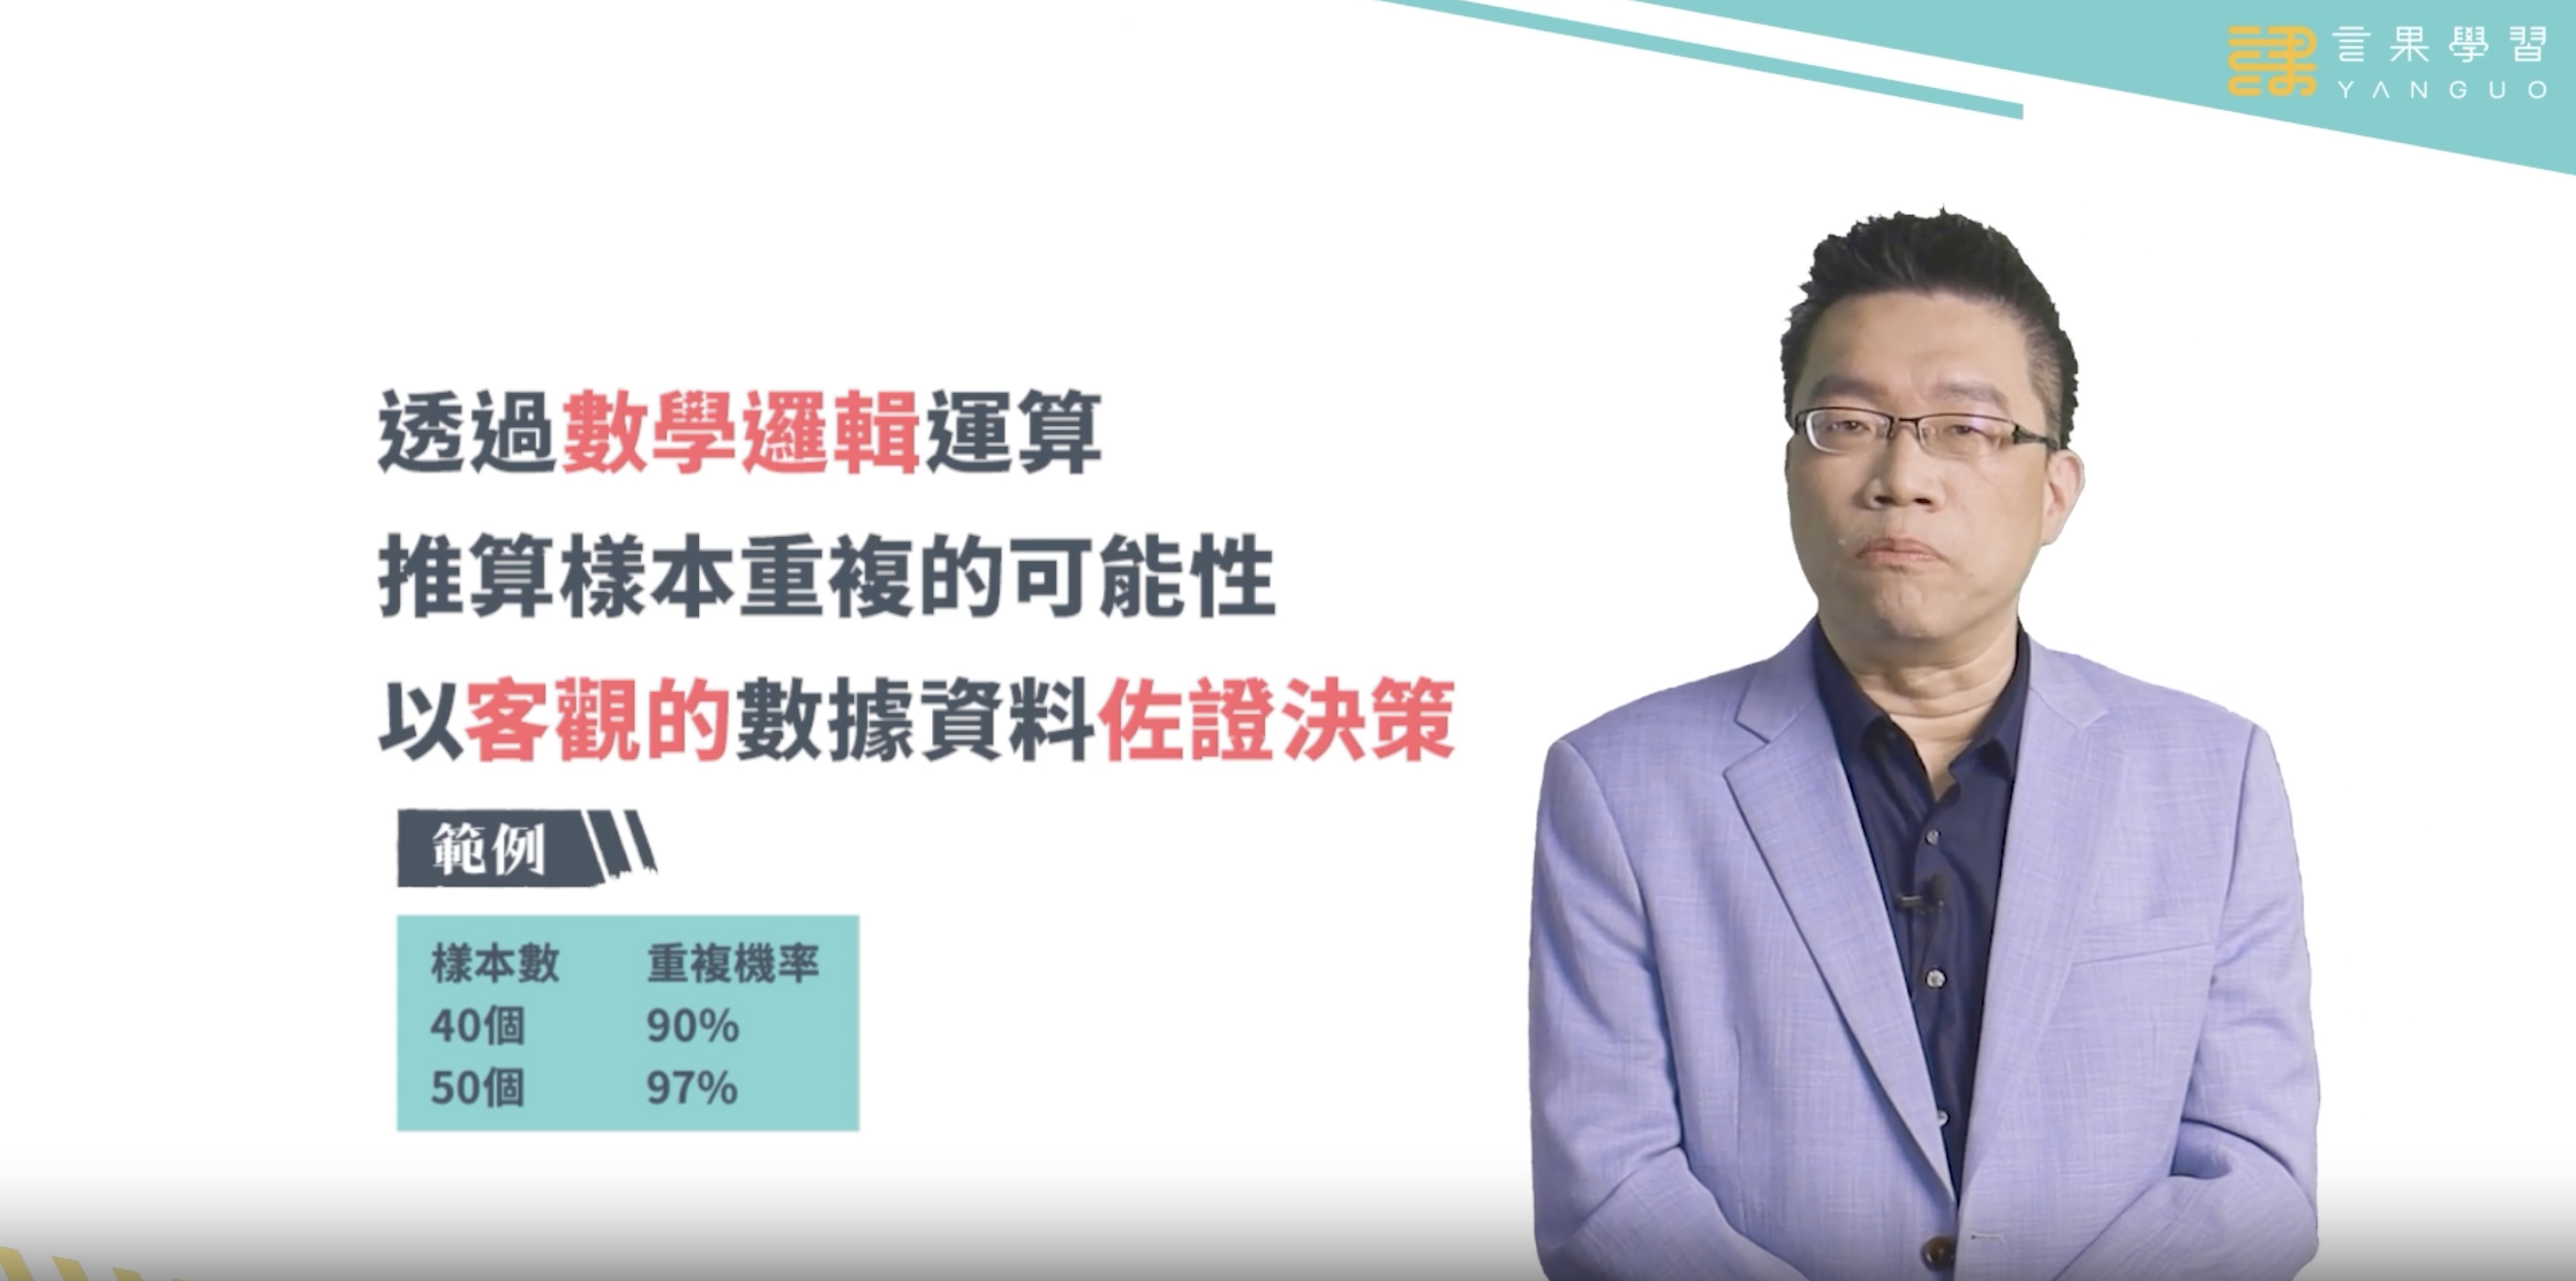 言果學習
YANGUO
透過數學邏輯運算
推算樣本重複的可能性
以客觀的數據資料佐證決策
範例
樣本數 重複機率
40個 90%
50個 97%